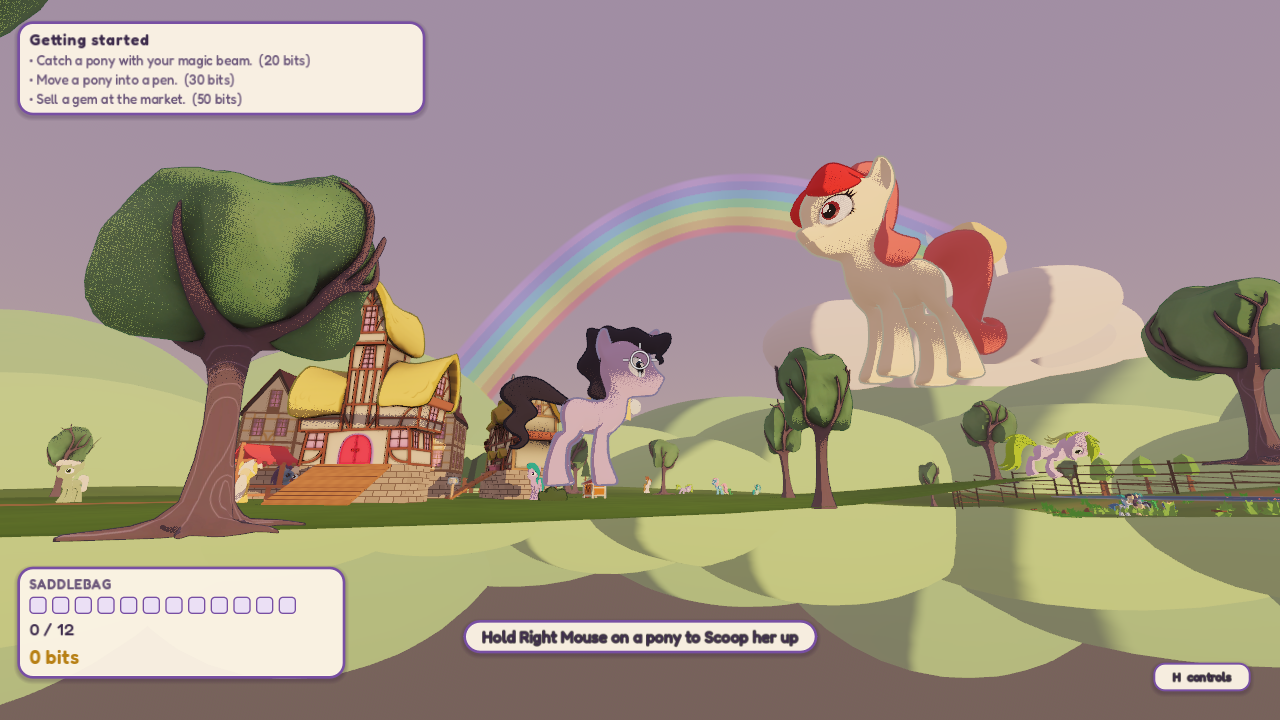 Getting started
• Catch a pony with your magic beam. (20 bits)
• Move a pony into a pen. (30 bits)
• Sell a gem at the market. (50 bits)
SADDLEBAG
0 / 12
0 bits
Hold Right Mouse on a pony to Scoop her up
H controls